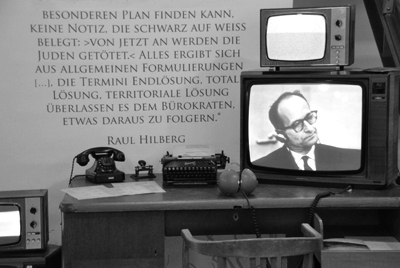 BESONDEREN PLAN FINDEN KANN,
KEINE NOTIZ, DIE SCHWARZ AUF WEISS
BELEGT: >VON JETZT AN WERDEN DIE
JUDEN GETÖTET.< ALLES ERGIBT SICH
AUS ALLGEMEINEN FORMULIERUNGEN
[...], DIE TERMINI ENDLÖSUNG, TOTAL
LÖSUNG, TERRITORIALE LÖSUNG
ÜBERLASSEN ES DEM BÜROKRATEN,
ETWAS DARAUS ZU FOLGERN."
RAUL HILBERG